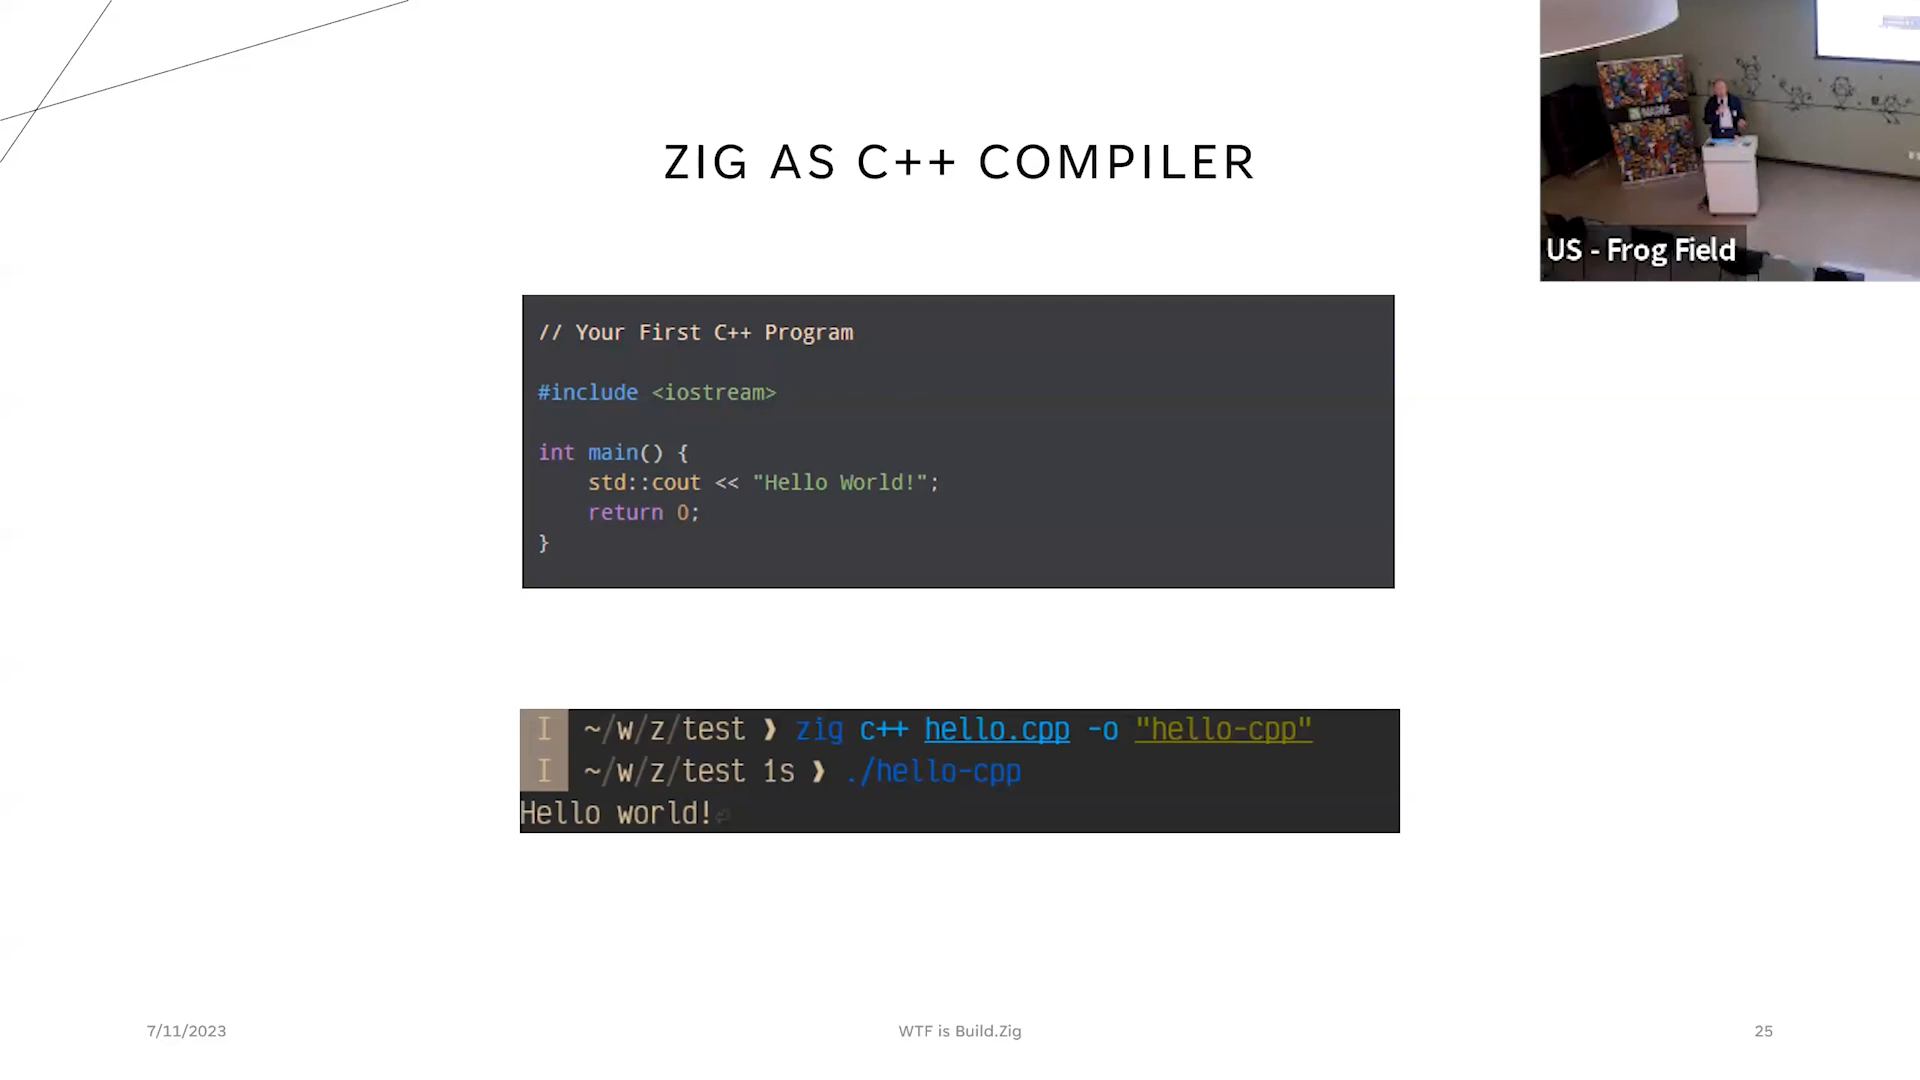 ZIG AS C++ COMPILER
US - Frog Field
// Your First C++ Program
#include <iostream>
int main() {
    std::cout << "Hello World!";
    return 0;
}
I ~/w/z/test ❯ zig c++ hello.cpp -o "hello-cpp"
I ~/w/z/test 1s ❯ ./hello-cpp
Hello world!⏎
7/11/2023
WTF is Build.Zig
25